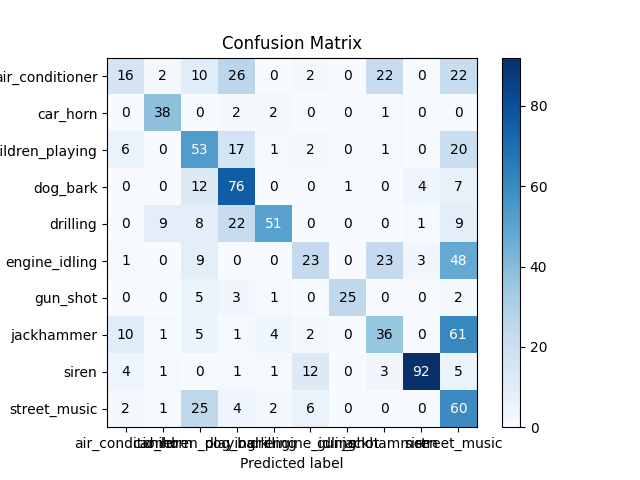 Confusion Matrix
air_conditioner 16 2 10 26 0 2 0 22 0 22
car_horn 0 38 0 2 2 0 0 1 0 0
ildren_playing 6 0 53 17 1 2 0 1 0 20
dog_bark 0 0 12 76 0 0 1 0 4 7
drilling 0 9 8 22 51 0 0 0 1 9
engine_idling 1 0 9 0 0 23 0 23 3 48
gun_shot 0 0 5 3 1 0 25 0 0 2
jackhammer 10 1 5 1 4 2 0 36 0 61
siren 4 1 0 1 1 12 0 3 92 5
street_music 2 1 25 4 2 6 0 0 0 60
street_music
Predicted label
80
60
40
20
0